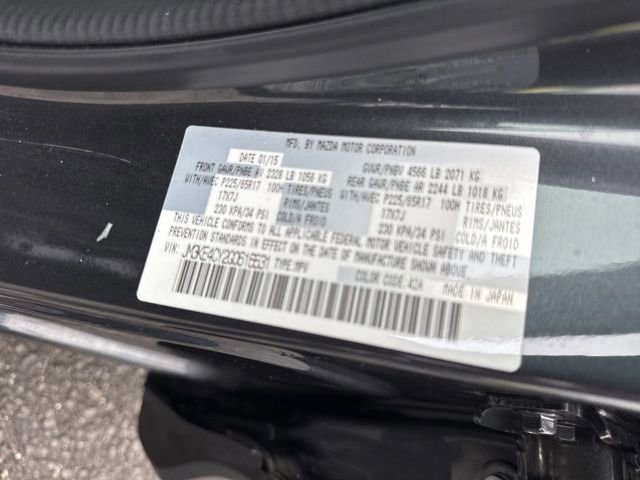 MFD. BY MAZDA MOTOR CORPORATION
DATE 01/15
GVWR/PNBV 4566 LB 2071 KG
FRONT GAWR/PNBE AV 2328 LB 1056 KG
REAR GAWR/PNBE AR 2244 LB 1018 KG
WITH/AVEC P225/65R17 100H TIRES/PNEUS
WITH/AVEC P225/65R17 100H TIRES/PNEUS
17X7J RIMS/JANTES
17X7J RIMS/JANTES
230 KPA/34 PSI COLD/A FROID
230 KPA/34 PSI COLD/A FROID
THIS VEHICLE CONFORMS TO ALL APPLICABLE FEDERAL MOTOR VEHICLE SAFETY AND THEFT
PREVENTION STANDARDS IN EFFECT ON THE DATE OF MANUFACTURE SHOWN ABOVE.
VIN: TYPE:MPV
COLOR CODE:42A MADE IN JAPAN